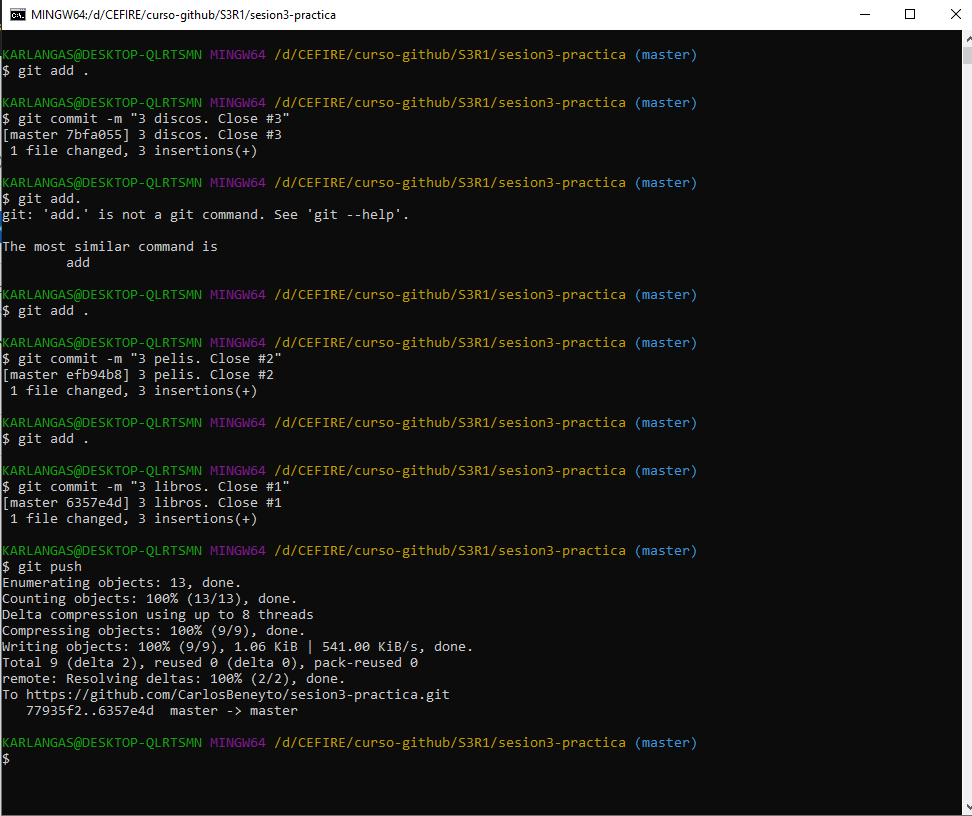 MINGW64:/d/CEFIRE/curso-github/S3R1/sesion3-practica
KARLANGAS@DESKTOP-QLRTSMN MINGW64 /d/CEFIRE/curso-github/S3R1/sesion3-practica (master)
$ git add .
KARLANGAS@DESKTOP-QLRTSMN MINGW64 /d/CEFIRE/curso-github/S3R1/sesion3-practica (master)
$ git commit -m "3 discos. Close #3"
[master 7bfa055] 3 discos. Close #3
 1 file changed, 3 insertions(+)
KARLANGAS@DESKTOP-QLRTSMN MINGW64 /d/CEFIRE/curso-github/S3R1/sesion3-practica (master)
$ git add.
git: 'add.' is not a git command. See 'git --help'.
The most similar command is
        add
KARLANGAS@DESKTOP-QLRTSMN MINGW64 /d/CEFIRE/curso-github/S3R1/sesion3-practica (master)
$ git add .
KARLANGAS@DESKTOP-QLRTSMN MINGW64 /d/CEFIRE/curso-github/S3R1/sesion3-practica (master)
$ git commit -m "3 pelis. Close #2"
[master efb94b8] 3 pelis. Close #2
 1 file changed, 3 insertions(+)
KARLANGAS@DESKTOP-QLRTSMN MINGW64 /d/CEFIRE/curso-github/S3R1/sesion3-practica (master)
$ git add .
KARLANGAS@DESKTOP-QLRTSMN MINGW64 /d/CEFIRE/curso-github/S3R1/sesion3-practica (master)
$ git commit -m "3 libros. Close #1"
[master 6357e4d] 3 libros. Close #1
 1 file changed, 3 insertions(+)
KARLANGAS@DESKTOP-QLRTSMN MINGW64 /d/CEFIRE/curso-github/S3R1/sesion3-practica (master)
$ git push
Enumerating objects: 13, done.
Counting objects: 100% (13/13), done.
Delta compression using up to 8 threads
Compressing objects: 100% (9/9), done.
Writing objects: 100% (9/9), 1.06 KiB | 541.00 KiB/s, done.
Total 9 (delta 2), reused 0 (delta 0), pack-reused 0
remote: Resolving deltas: 100% (2/2), done.
To https://github.com/CarlosBeneyto/sesion3-practica.git
   77935f2..6357e4d  master -> master
KARLANGAS@DESKTOP-QLRTSMN MINGW64 /d/CEFIRE/curso-github/S3R1/sesion3-practica (master)
$